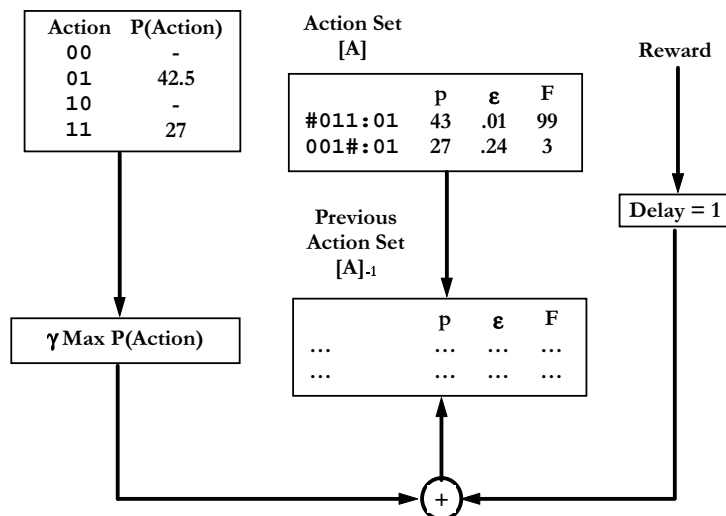 Action P(Action)
00 -
01 42.5
10 -
11 27
Action Set
[A]
p ε F
#011:01 43 .01 99
001#:01 27 .24 3
Reward
Delay = 1
Previous
Action Set
[A]-1
p ε F
... ... ... ...
... ... ... ...
γ Max P(Action)
+